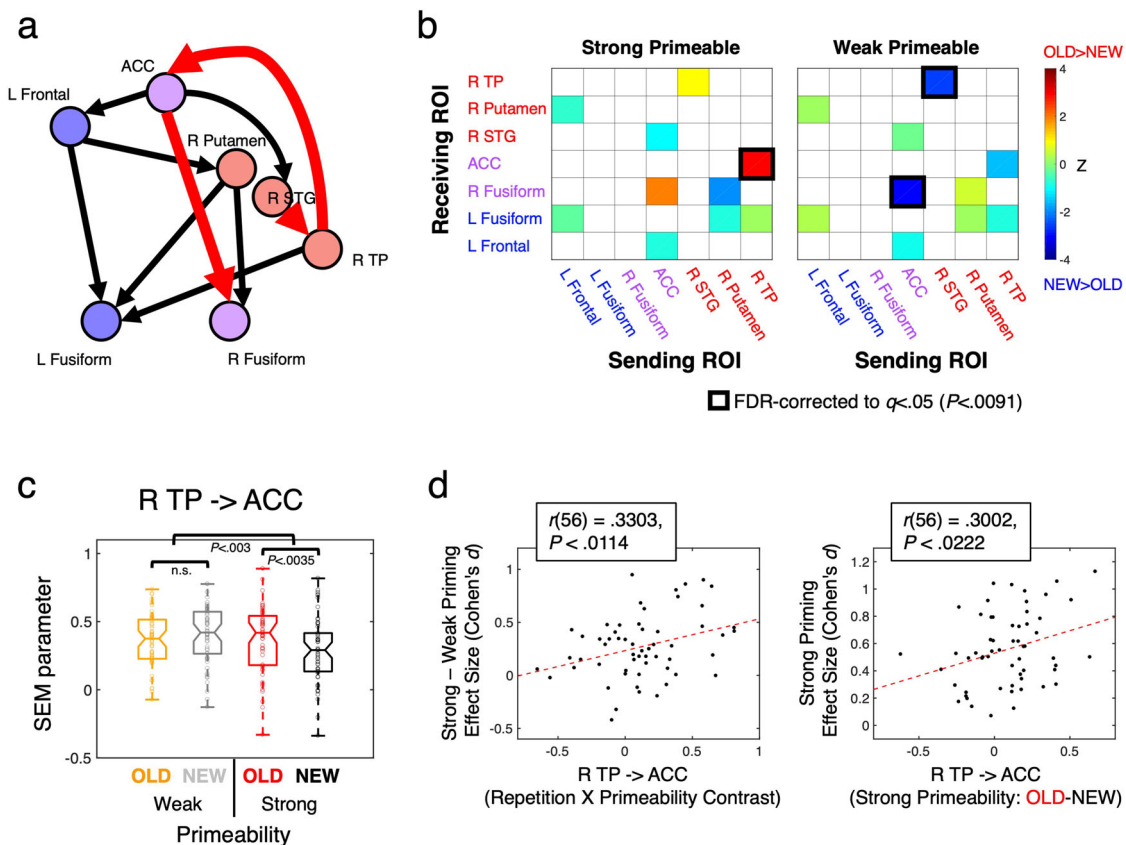 a
ACC
L Frontal
R Putamen
R STG
R TP
L Fusiform
R Fusiform
b
Strong Primeable
Weak Primeable
OLD>NEW
Receiving ROI
R TP
R Putamen
R STG
ACC
R Fusiform
L Fusiform
L Frontal
4
2
0
-2
-4
Z
NEW>OLD
L Frontal
L Fusiform
R Fusiform
ACC
R STG
R Putamen
R TP
L Frontal
L Fusiform
R Fusiform
ACC
R STG
R Putamen
R TP
Sending ROI
Sending ROI
FDR-corrected to q<.05 (P<.0091)
c
R TP -> ACC
P<.003
P<.0035
n.s.
SEM parameter
1
0.5
0
-0.5
OLD NEW OLD NEW
Weak Strong
Primeability
d
r(56) = .3303,
P < .0114
Strong – Weak Priming
Effect Size (Cohen's d)
1
0.5
0
-0.5
-0.5 0 0.5 1
R TP -> ACC
(Repetition X Primeability Contrast)
r(56) = .3002,
P < .0222
Strong Priming
Effect Size (Cohen's d)
1.2
1
0.8
0.6
0.4
0.2
0
-0.5 0 0.5
R TP -> ACC
(Strong Primeability: OLD-NEW)